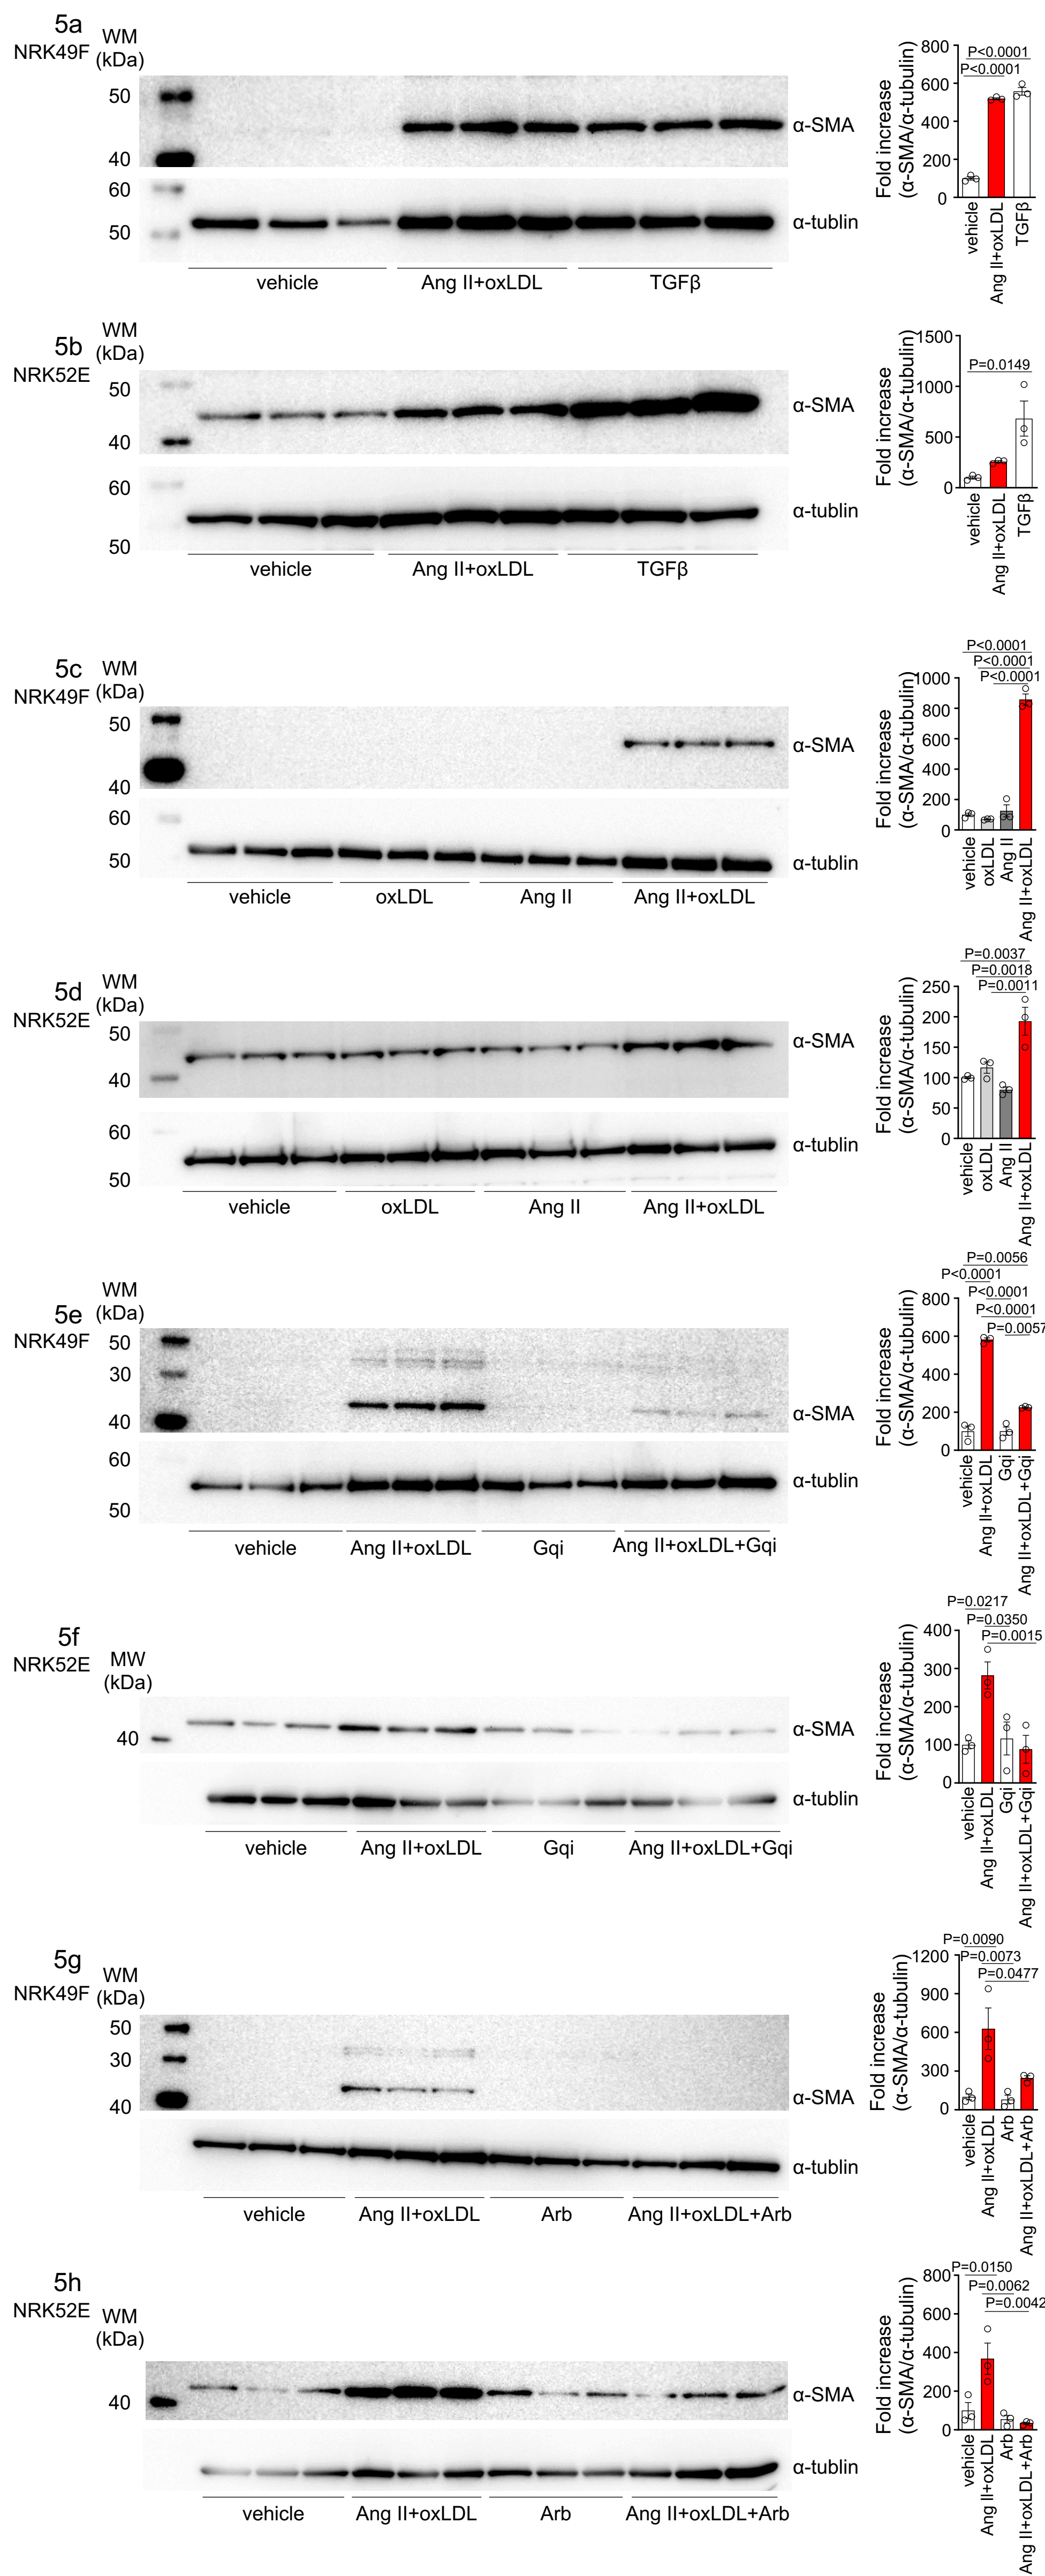 5a
NRK49F
WM
(kDa)
50
40
α-SMA
60
50
α-tublin
vehicle Ang II+oxLDL TGFβ
Fold increase
(α-SMA/α-tubulin)
800
600
400
200
0
P<0.0001
P<0.0001
vehicle
Ang II+oxLDL
TGFβ
5b
NRK52E
WM
(kDa)
50
40
α-SMA
60
50
α-tublin
vehicle Ang II+oxLDL TGFβ
Fold increase
(α-SMA/α-tubulin)
1500
1000
500
0
P=0.0149
vehicle
Ang II+oxLDL
TGFβ
5c
NRK49F
WM
(kDa)
50
40
α-SMA
60
50
α-tublin
vehicle oxLDL Ang II Ang II+oxLDL
Fold increase
(α-SMA/α-tubulin)
P<0.0001
P<0.0001
P<0.0001
1000
800
600
400
200
0
vehicle
oxLDL
Ang II
Ang II+oxLDL
5d
NRK52E
WM
(kDa)
50
40
α-SMA
60
50
α-tublin
vehicle oxLDL Ang II Ang II+oxLDL
Fold increase
(α-SMA/α-tubulin)
P=0.0037
P=0.0018
P=0.0011
250
200
150
100
50
0
vehicle
oxLDL
Ang II
Ang II+oxLDL
5e
NRK49F
WM
(kDa)
50
30
40
α-SMA
60
50
α-tublin
vehicle Ang II+oxLDL Gqi Ang II+oxLDL+Gqi
Fold increase
(α-SMA/α-tubulin)
P=0.0056
P<0.0001
P<0.0001
P<0.0001
P=0.0057
800
600
400
200
0
vehicle
Ang II+oxLDL
Gqi
Ang II+oxLDL+Gqi
5f
NRK52E
MW
(kDa)
40
α-SMA
α-tublin
vehicle Ang II+oxLDL Gqi Ang II+oxLDL+Gqi
Fold increase
(α-SMA/α-tubulin)
P=0.0217
P=0.0350
P=0.0015
400
300
200
100
0
vehicle
Ang II+oxLDL
Gqi
Ang II+oxLDL+Gqi
5g
NRK49F
WM
(kDa)
50
30
40
α-SMA
α-tublin
vehicle Ang II+oxLDL Arb Ang II+oxLDL+Arb
Fold increase
(α-SMA/α-tubulin)
P=0.0090
P=0.0073
P=0.0477
1200
900
600
300
0
vehicle
Ang II+oxLDL
Arb
Ang II+oxLDL+Arb
5h
NRK52E
WM
(kDa)
40
α-SMA
α-tublin
vehicle Ang II+oxLDL Arb Ang II+oxLDL+Arb
Fold increase
(α-SMA/α-tubulin)
P=0.0150
P=0.0062
P=0.0042
800
600
400
200
0
vehicle
Ang II+oxLDL
Arb
Ang II+oxLDL+Arb